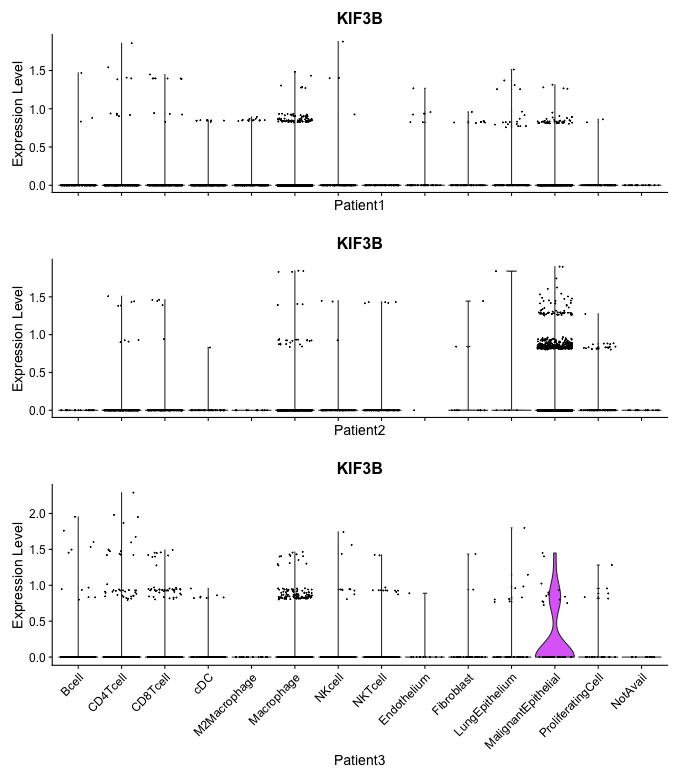 KIF3B
Expression Level
1.5
1.0
0.5
0.0
Patient1
KIF3B
Expression Level
1.5
1.0
0.5
0.0
Patient2
KIF3B
Expression Level
2.0
1.5
1.0
0.5
0.0
Bcell
CD4Tcell
CD8Tcell
cDC
M2Macrophage
Macrophage
NKcell
NKTcell
Endothelium
Fibroblast
LungEpithelium
MalignantEpithelial
ProliferatingCell
NotAvail
Patient3